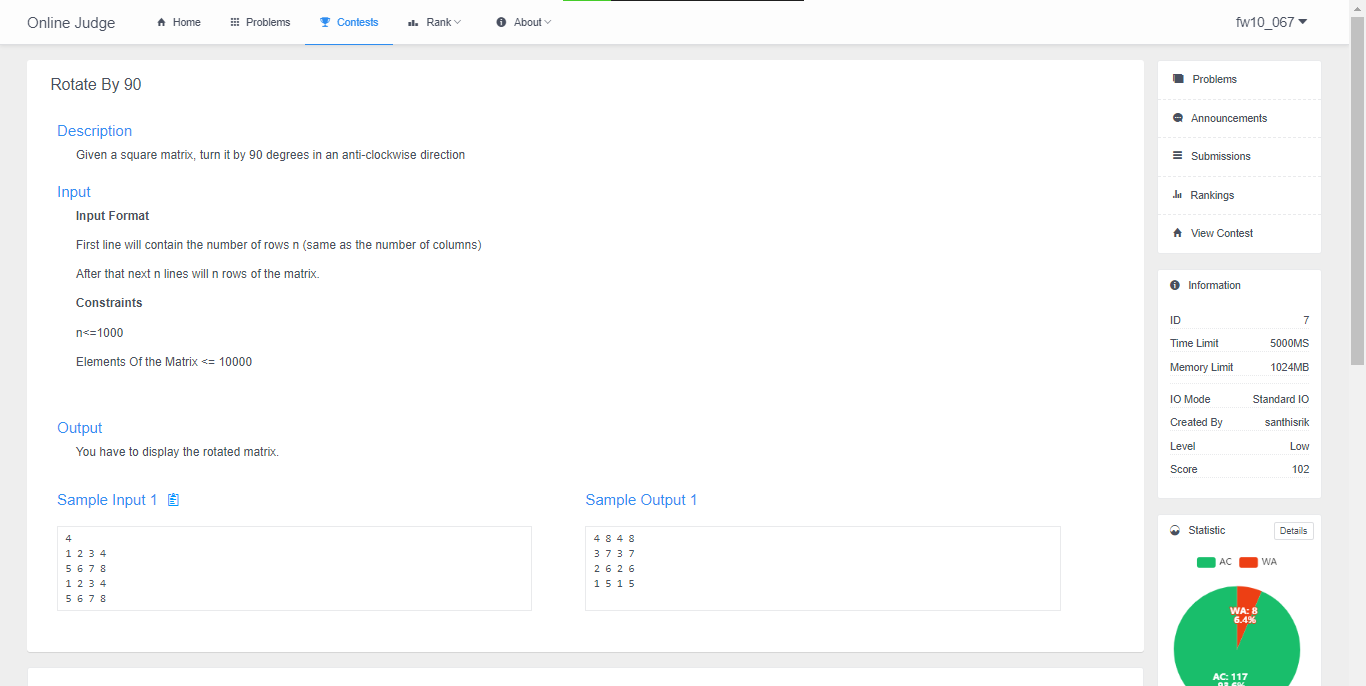 Online Judge
Home
Problems
Contests
Rank
About
fw10_067
Rotate By 90
Description
Given a square matrix, turn it by 90 degrees in an anti-clockwise direction
Input
Input Format
First line will contain the number of rows n (same as the number of columns)
After that next n lines will n rows of the matrix.
Constraints
n<=1000
Elements Of the Matrix <= 10000
Output
You have to display the rotated matrix.
Sample Input 1
4
1 2 3 4
5 6 7 8
1 2 3 4
5 6 7 8
Sample Output 1
4 8 4 8
3 7 3 7
2 6 2 6
1 5 1 5
Problems
Announcements
Submissions
Rankings
View Contest
Information
ID 7
Time Limit 5000MS
Memory Limit 1024MB
IO Mode Standard IO
Created By santhisrik
Level Low
Score 102
Statistic Details
AC WA
WA: 8
6.4%
AC: 117
93.6%